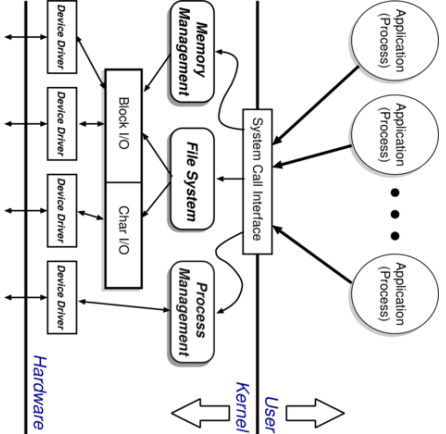 Application
(Process)
Application
(Process)
Application
(Process)
User
Kernel
System Call Interface
Memory
Management
File System
Process
Management
Block I/O
Char I/O
Device Driver
Device Driver
Device Driver
Device Driver
Hardware